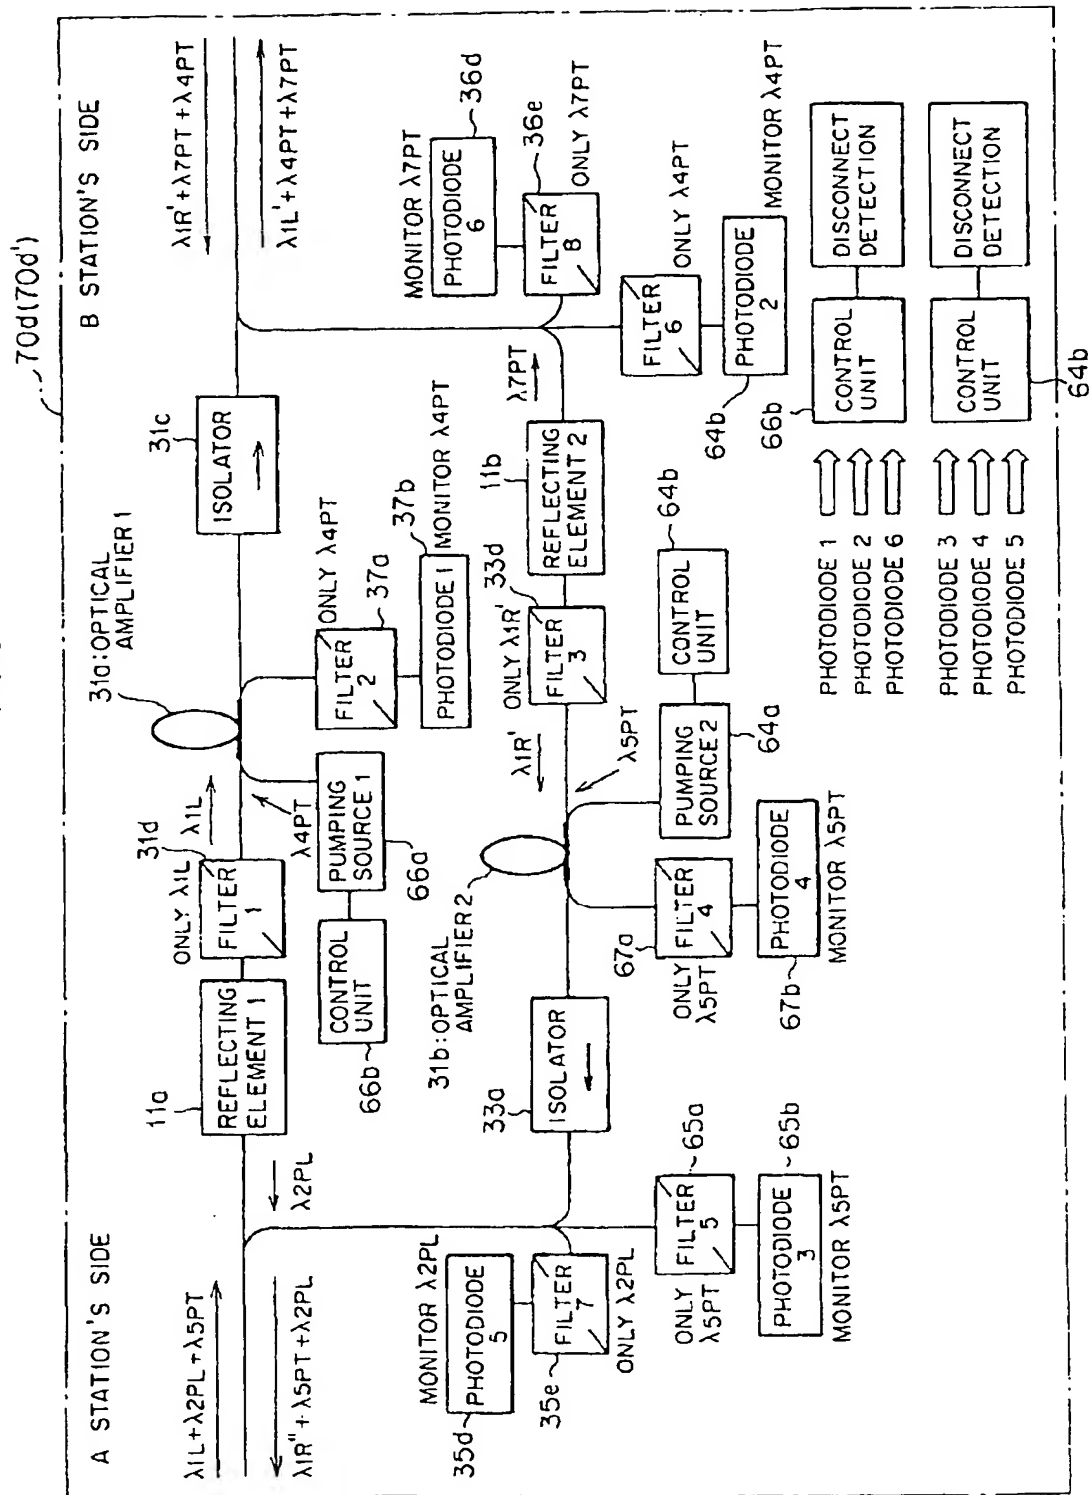 70d(70d')
A STATION'S SIDE
B STATION'S SIDE
λ1L+λ2PL+λ5PT
λ1R''+λ5PT+λ2PL
λ2PL
11a
REFLECTING
ELEMENT 1
ONLY λ1L
31d
FILTER
1
λ1L
λ4PT
31a:OPTICAL
AMPLIFIER1
CONTROL
UNIT
66b
PUMPING
SOURCE 1
66a
ONLY λ4PT
FILTER
2
37a
PHOTODIODE 1
37b
MONITOR λ4PT
31c
ISOLATOR
λ1R'+λ7PT+λ4PT
λ1L'+λ4PT+λ7PT
MONITOR λ7PT
PHOTODIODE
6
36d
FILTER
8
36e
ONLY λ7PT
λ7PT
FILTER
6
ONLY λ4PT
PHOTODIODE
2
64b
MONITOR λ4PT
11b
REFLECTING
ELEMENT 2
33d
ONLY λ1R'
FILTER
3
λ1R'
λ5PT
31b:OPTICAL
AMPLIFIER2
64b
CONTROL
UNIT
PUMPING
SOURCE 2
64a
67a
FILTER
4
ONLY
λ5PT
PHOTODIODE
4
67b
MONITOR λ5PT
33a
ISOLATOR
MONITOR λ2PL
PHOTODIODE
5
35d
FILTER
7
35e
ONLY λ2PL
FILTER
5
65a
ONLY
λ5PT
PHOTODIODE
3
65b
MONITOR λ5PT
PHOTODIODE 1
PHOTODIODE 2
PHOTODIODE 6
66b
CONTROL
UNIT
DISCONNECT
DETECTION
PHOTODIODE 3
PHOTODIODE 4
PHOTODIODE 5
CONTROL
UNIT
64b
DISCONNECT
DETECTION